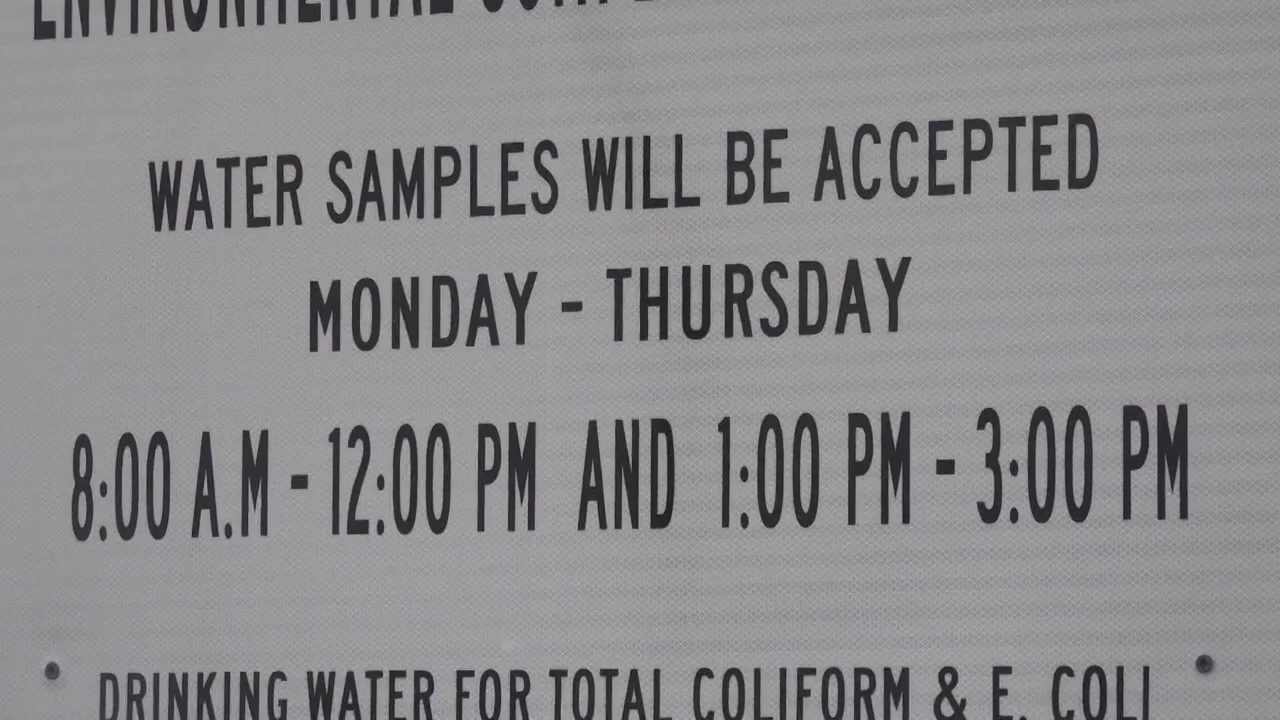 ENVIRONMENTAL
WATER SAMPLES WILL BE ACCEPTED
MONDAY - THURSDAY
8:00 A.M - 12:00 PM AND 1:00 PM - 3:00 PM
DRINKING WATER FOR TOTAL COLIFORM & E. COLI